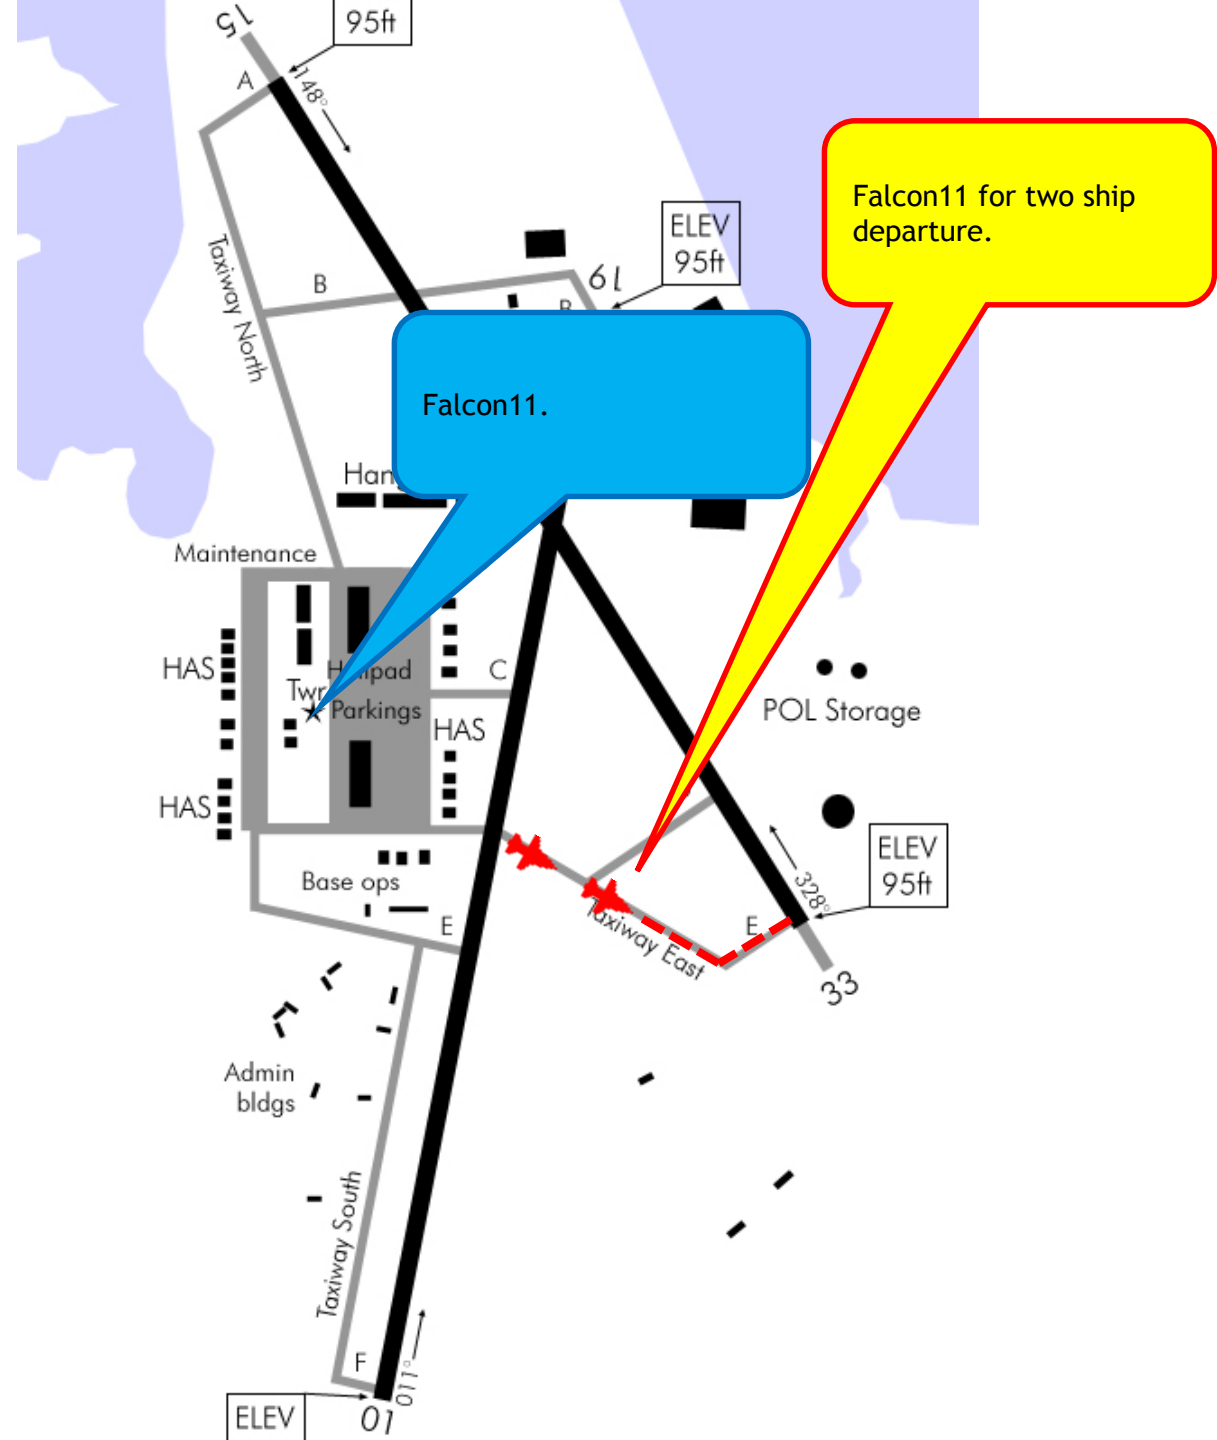 15
95ft
A
148°
Falcon11 for two ship
departure.
ELEV
95ft
Taxiway North
B
19
Falcon11.
Maintenance
HAS
Twr
Parkings
C
HAS
POL Storage
HAS
ELEV
95ft
328°
Base ops
E
Taxiway East
E
33
Admin
bldgs
Taxiway South
F
011°
ELEV
01